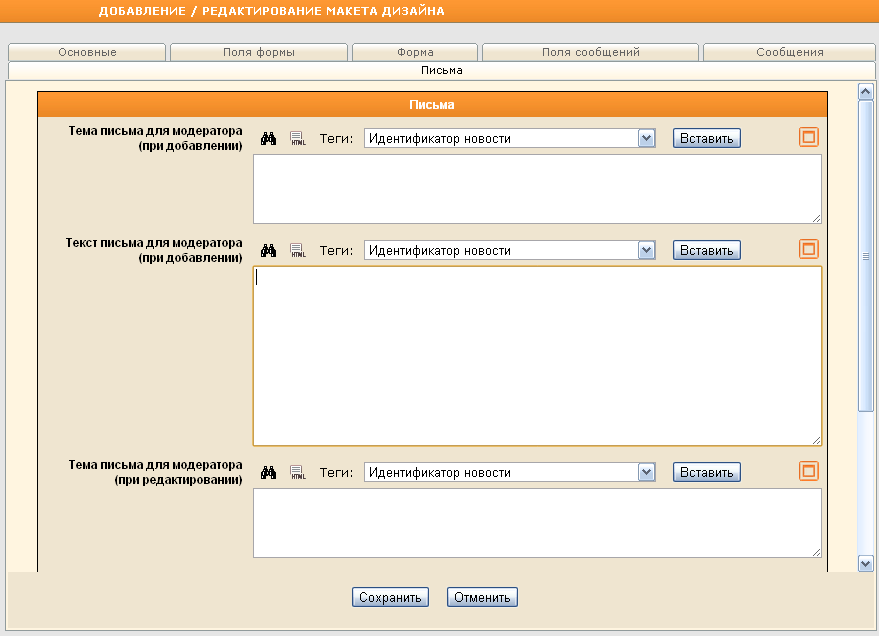 ДОБАВЛЕНИЕ / РЕДАКТИРОВАНИЕ МАКЕТА ДИЗАЙНА
Основные Поля формы Форма Поля сообщений Сообщения
Письма
Письма
Тема письма для модератора
(при добавлении)
HTML Теги: Идентификатор новости Вставить
Текст письма для модератора
(при добавлении)
HTML Теги: Идентификатор новости Вставить
Тема письма для модератора
(при редактировании)
HTML Теги: Идентификатор новости Вставить
Сохранить Отменить